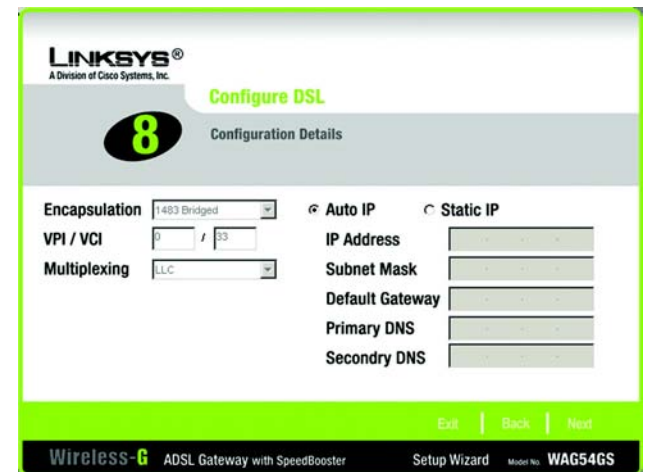 LINKSYS®
A Division of Cisco Systems, Inc.
Configure DSL
8
Configuration Details
Encapsulation 1483 Bridged
VPI / VCI 0 / 33
Multiplexing LLC
Auto IP Static IP
IP Address
Subnet Mask
Default Gateway
Primary DNS
Secondry DNS
Exit | Back | Next
Wireless-G ADSL Gateway with SpeedBooster Setup Wizard Model No. WAG54GS